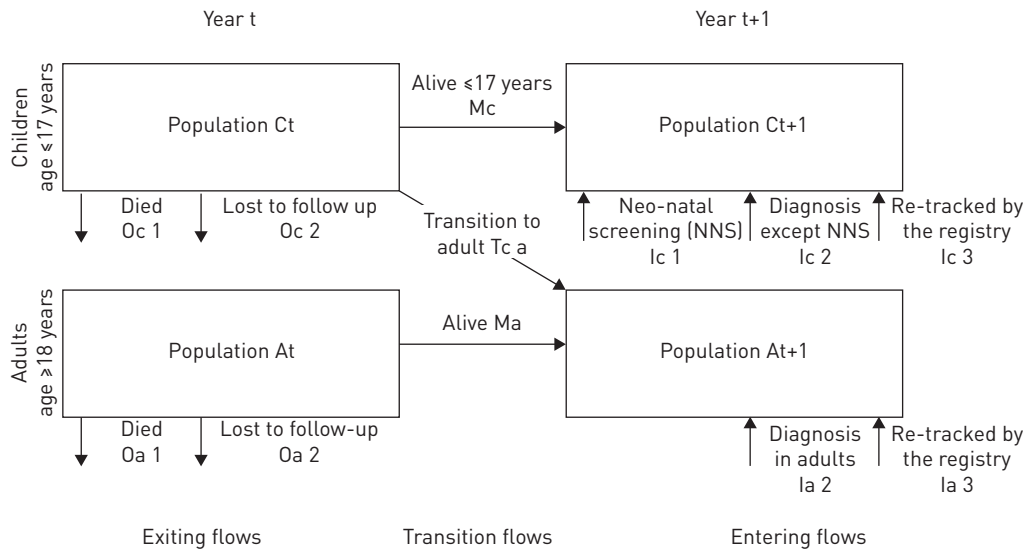 Year t
Year t+1
Children
age ⩽17 years
Population Ct
Alive ⩽17 years
Mc
Population Ct+1
Died
Oc 1
Lost to follow up
Oc 2
Transition to
adult Tc a
Neo-natal
screening (NNS)
Ic 1
Diagnosis
except NNS
Ic 2
Re-tracked by
the registry
Ic 3
Adults
age ⩾18 years
Population At
Alive Ma
Population At+1
Died
Oa 1
Lost to follow-up
Oa 2
Diagnosis
in adults
Ia 2
Re-tracked by
the registry
Ia 3
Exiting flows
Transition flows
Entering flows